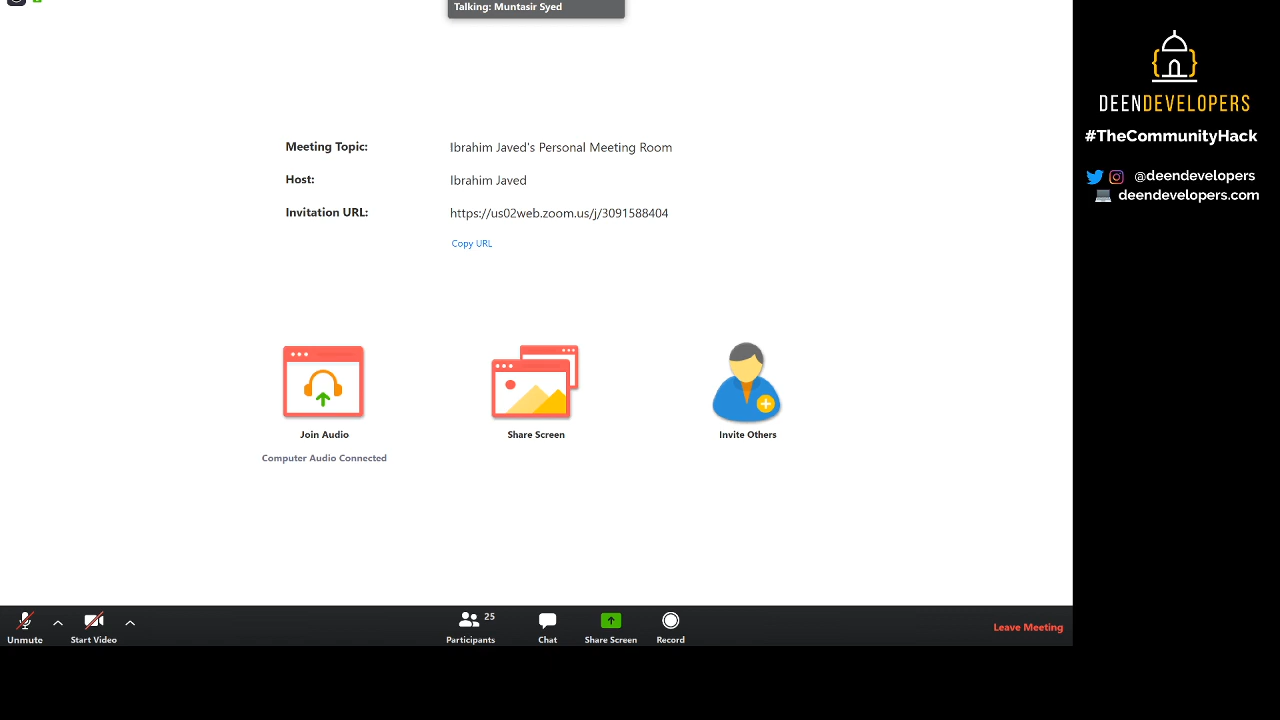 Talking: Muntasir Syed
Meeting Topic: Ibrahim Javed's Personal Meeting Room
Host: Ibrahim Javed
Invitation URL: https://us02web.zoom.us/j/3091588404
Copy URL
Join Audio
Computer Audio Connected
Share Screen
Invite Others
Unmute
Start Video
25
Participants
Chat
Share Screen
Record
Leave Meeting
DEENDEVELOPERS
#TheCommunityHack
@deendevelopers
deendevelopers.com